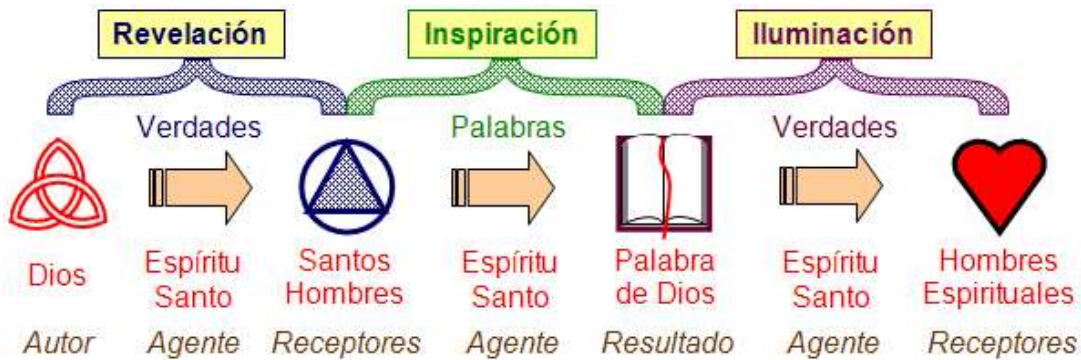 Revelación Inspiración Iluminación
Verdades Palabras Verdades
Dios Espíritu Santos Espíritu Palabra Espíritu Hombres
Santo Hombres Santo de Dios Santo Espirituales
Autor Agente Receptores Agente Resultado Agente Receptores